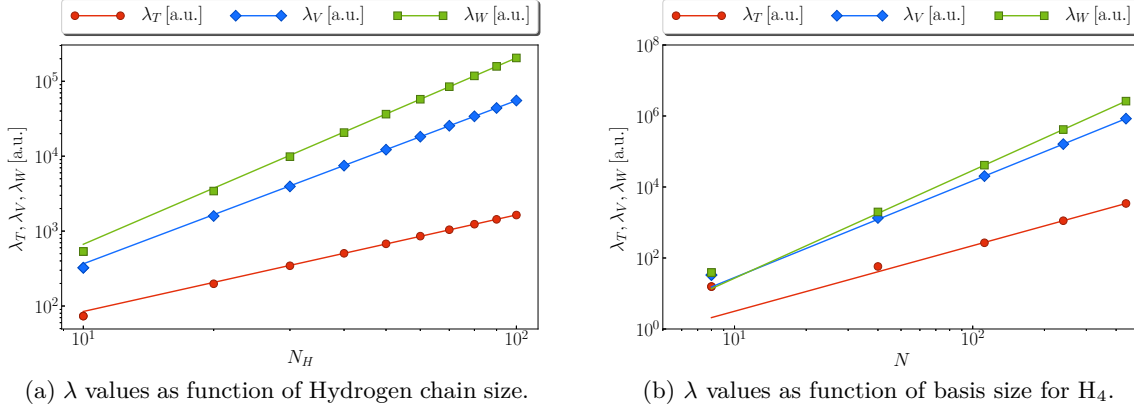 λ_T [a.u.] λ_V [a.u.] λ_W [a.u.]
10^5
10^4
10^3
10^2
λ_T, λ_V, λ_W [a.u.]
10^1 10^2
N_H
(a) λ values as function of Hydrogen chain size.
λ_T [a.u.] λ_V [a.u.] λ_W [a.u.]
10^8
10^6
10^4
10^2
10^0
λ_T, λ_V, λ_W [a.u.]
10^1 10^2
N
(b) λ values as function of basis size for H_4.